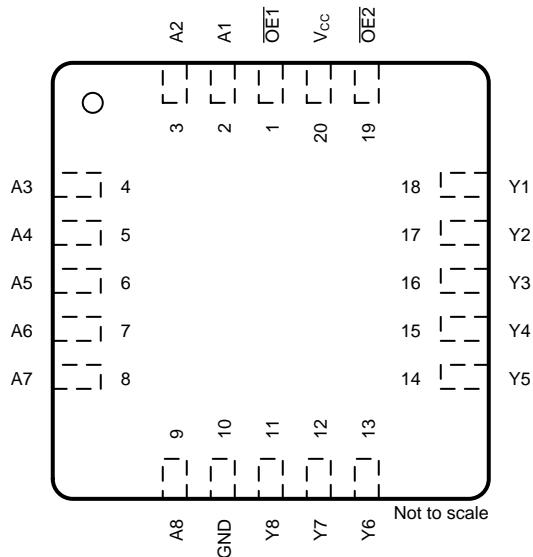 A2 A1 O̅E̅1̅ Vcc O̅E̅2̅
3 2 1 20 19
A3 4 18 Y1
A4 5 17 Y2
A5 6 16 Y3
A6 7 15 Y4
A7 8 14 Y5
9 10 11 12 13
A8 GND Y8 Y7 Y6
Not to scale